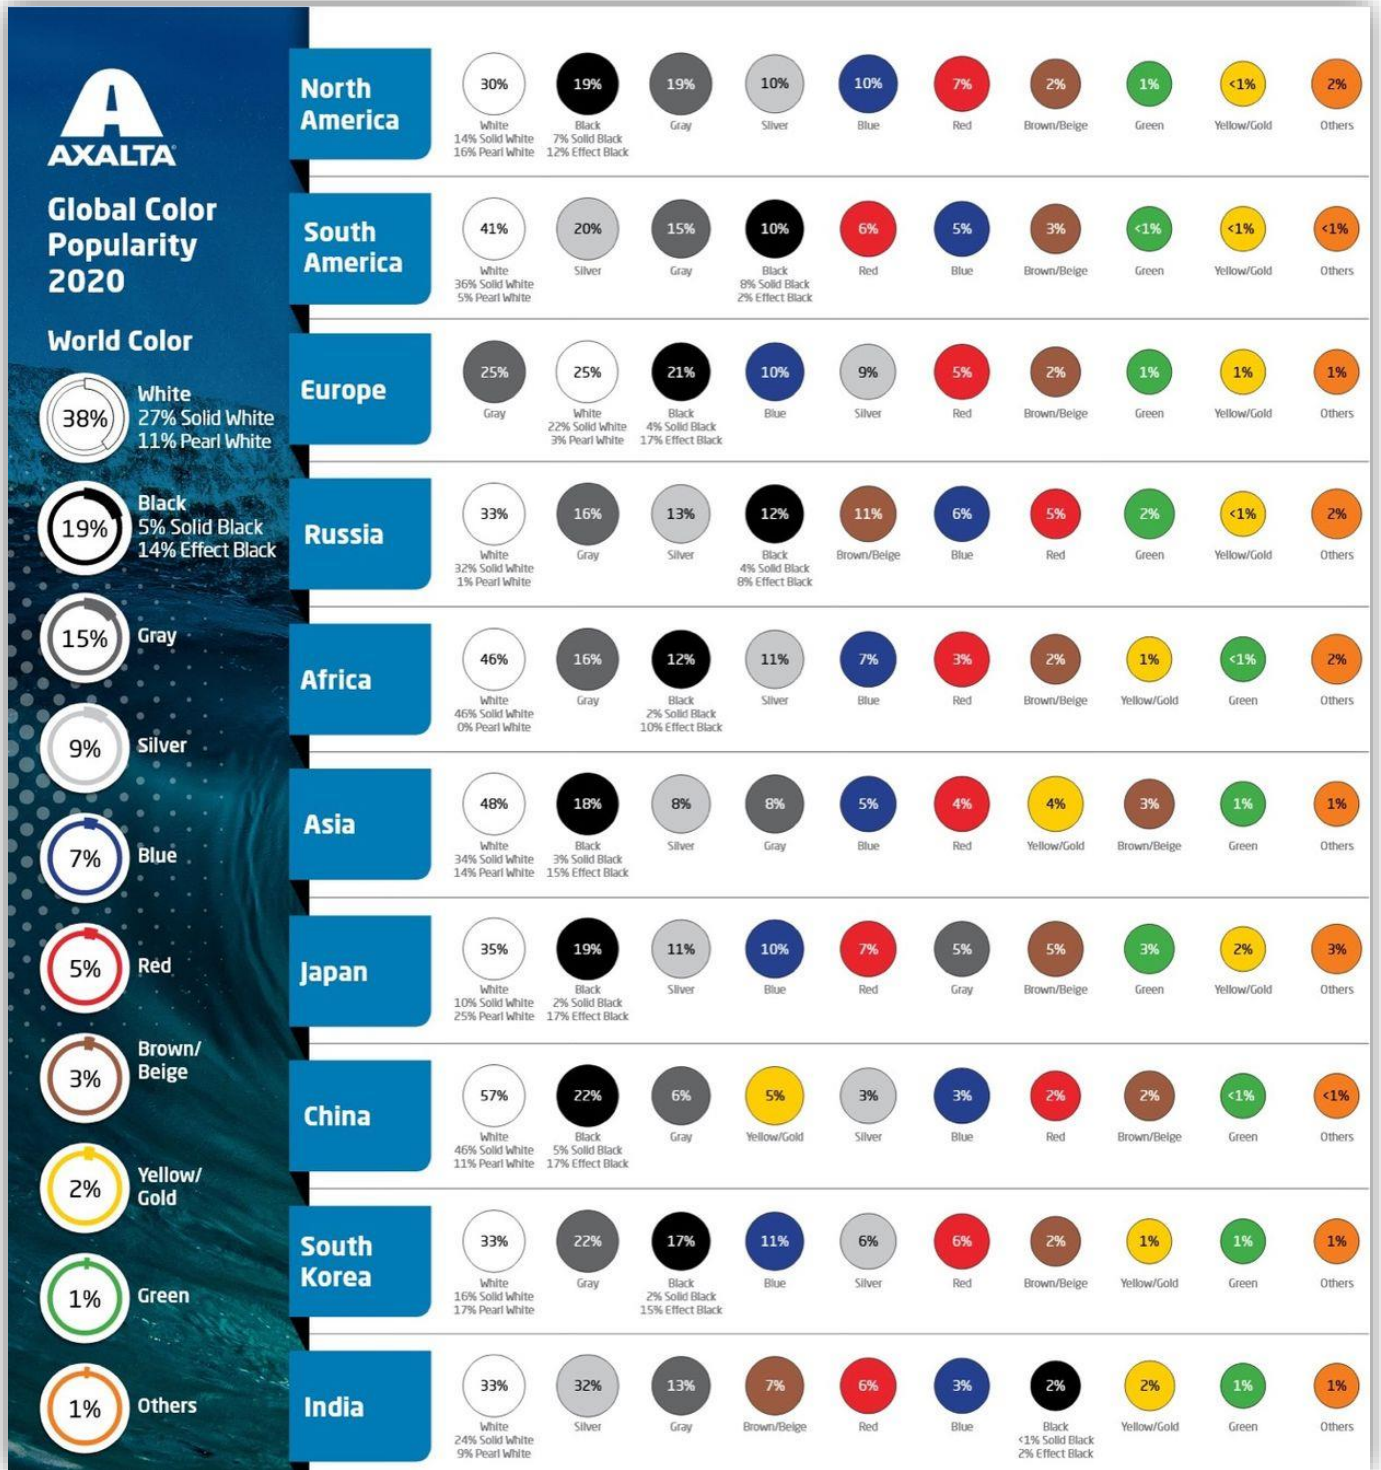 AXALTA
Global Color
Popularity
2020
World Color
38%
White
27% Solid White
11% Pearl White
19%
Black
5% Solid Black
14% Effect Black
15%
Gray
9%
Silver
7%
Blue
5%
Red
3%
Brown/
Beige
2%
Yellow/
Gold
1%
Green
1%
Others
North
America
30% 19% 19% 10% 10% 7% 2% 1% <1% 2%
White Black Gray Silver Blue Red Brown/Beige Green Yellow/Gold Others
14% Solid White 7% Solid Black
16% Pearl White 12% Effect Black
South
America
41% 20% 15% 10% 6% 5% 3% <1% <1% <1%
White Silver Gray Black Red Blue Brown/Beige Green Yellow/Gold Others
36% Solid White 8% Solid Black
5% Pearl White 2% Effect Black
Europe
25% 25% 21% 10% 9% 5% 2% 1% 1% 1%
Gray White Black Blue Silver Red Brown/Beige Green Yellow/Gold Others
22% Solid White 4% Solid Black
3% Pearl White 17% Effect Black
Russia
33% 16% 13% 12% 11% 6% 5% 2% <1% 2%
White Gray Silver Black Brown/Beige Blue Red Green Yellow/Gold Others
32% Solid White 4% Solid Black
1% Pearl White 8% Effect Black
Africa
46% 16% 12% 11% 7% 3% 2% 1% <1% 2%
White Gray Black Silver Blue Red Brown/Beige Yellow/Gold Green Others
46% Solid White 2% Solid Black
0% Pearl White 10% Effect Black
Asia
48% 18% 8% 8% 5% 4% 4% 3% 1% 1%
White Black Silver Gray Blue Red Yellow/Gold Brown/Beige Green Others
34% Solid White 3% Solid Black
14% Pearl White 15% Effect Black
Japan
35% 19% 11% 10% 7% 5% 5% 3% 2% 3%
White Black Silver Blue Red Gray Brown/Beige Green Yellow/Gold Others
10% Solid White 2% Solid Black
25% Pearl White 17% Effect Black
China
57% 22% 6% 5% 3% 3% 2% 2% <1% <1%
White Black Gray Yellow/Gold Silver Blue Red Brown/Beige Green Others
46% Solid White 5% Solid Black
11% Pearl White 17% Effect Black
South
Korea
33% 22% 17% 11% 6% 6% 2% 1% 1% 1%
White Gray Black Blue Silver Red Brown/Beige Yellow/Gold Green Others
16% Solid White 2% Solid Black
17% Pearl White 15% Effect Black
India
33% 32% 13% 7% 6% 3% 2% 2% 1% 1%
White Silver Gray Brown/Beige Red Blue Black Yellow/Gold Green Others
24% Solid White <1% Solid Black
9% Pearl White 2% Effect Black